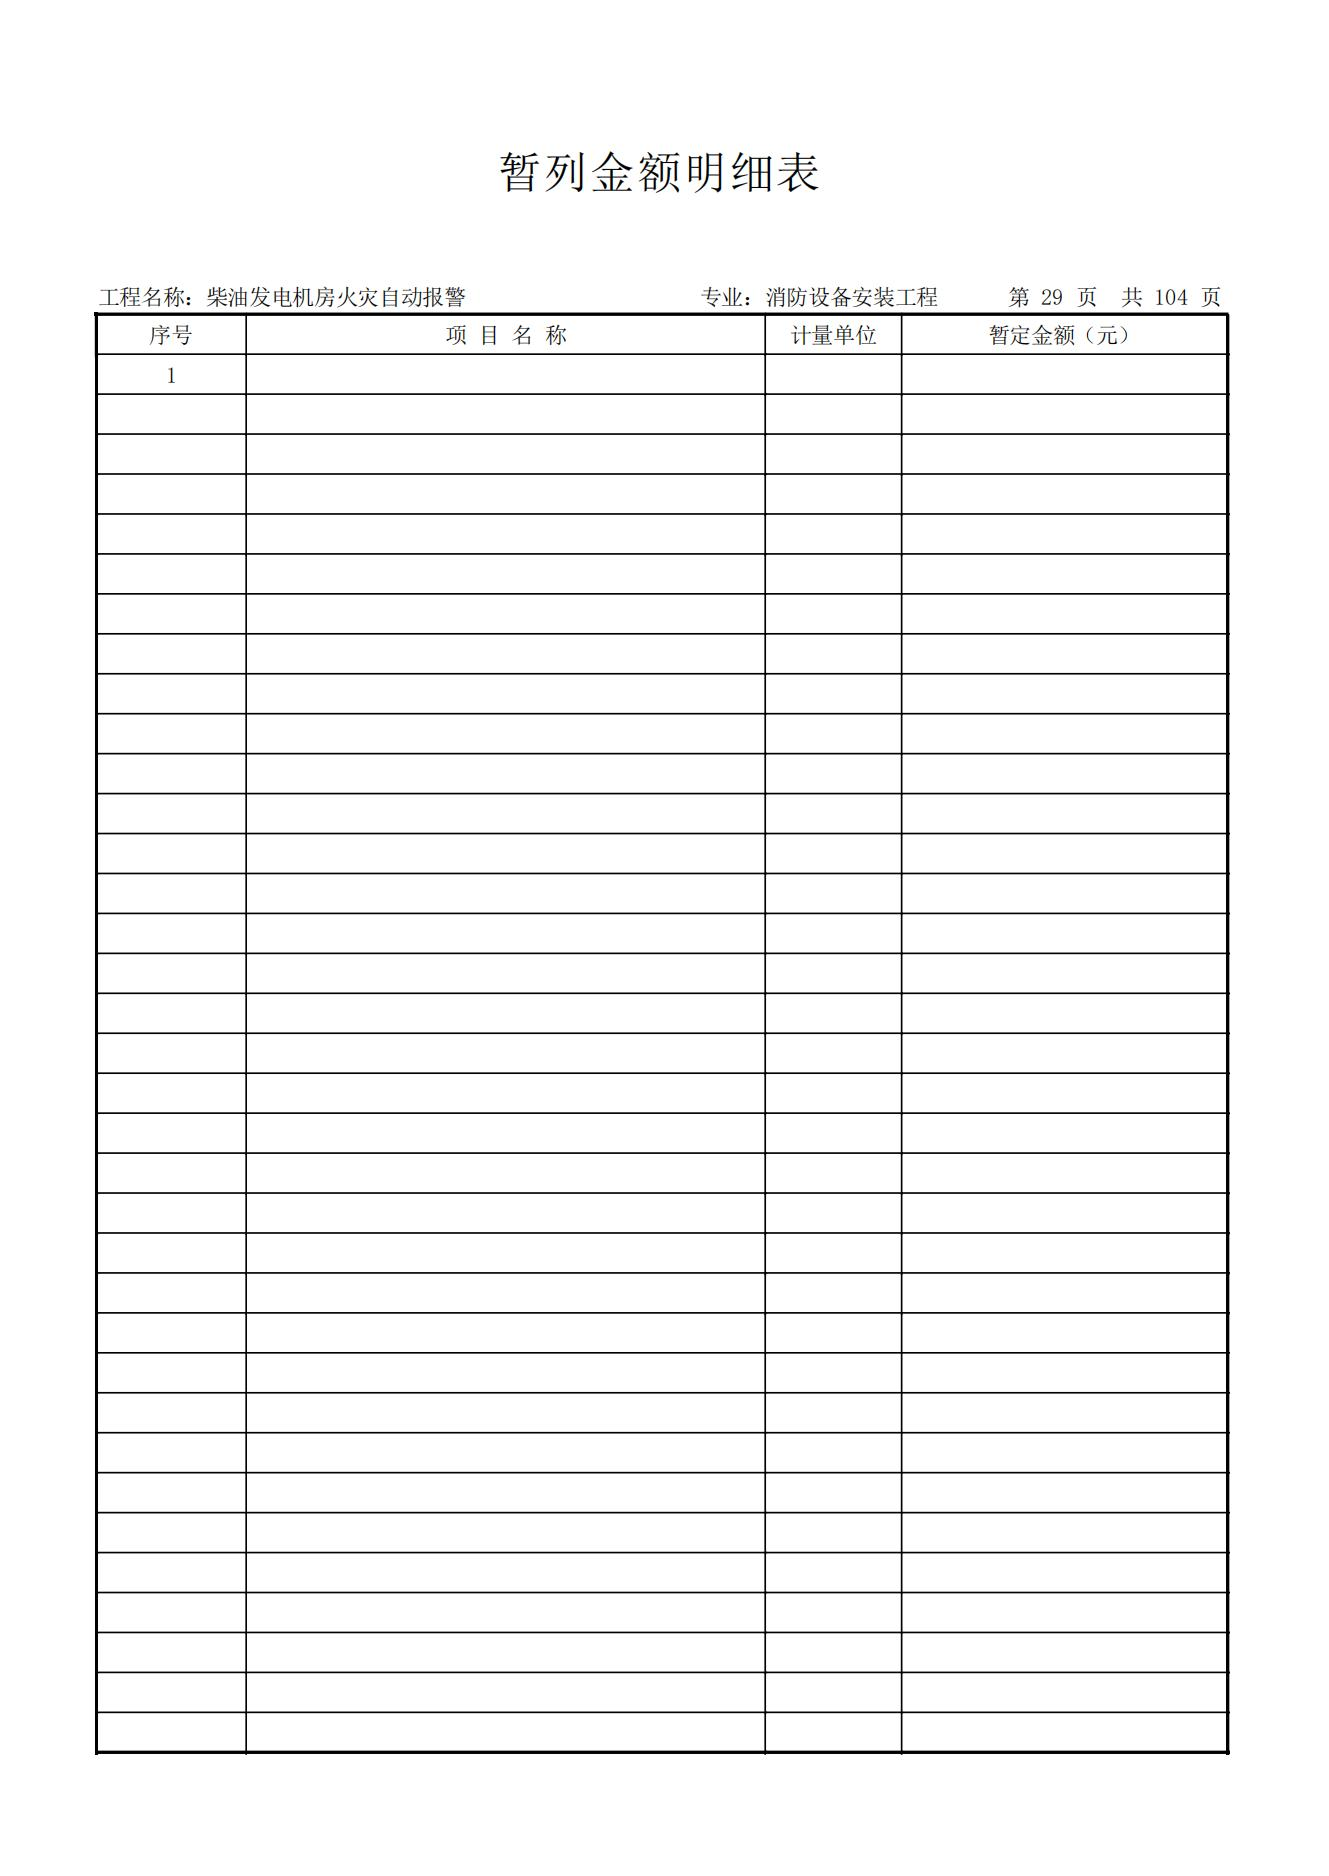 暂列金额明细表
工程名称：柴油发电机房火灾自动报警 专业：消防设备安装工程 第 29 页 共 104 页
序号 项 目 名 称 计量单位 暂定金额（元）
1